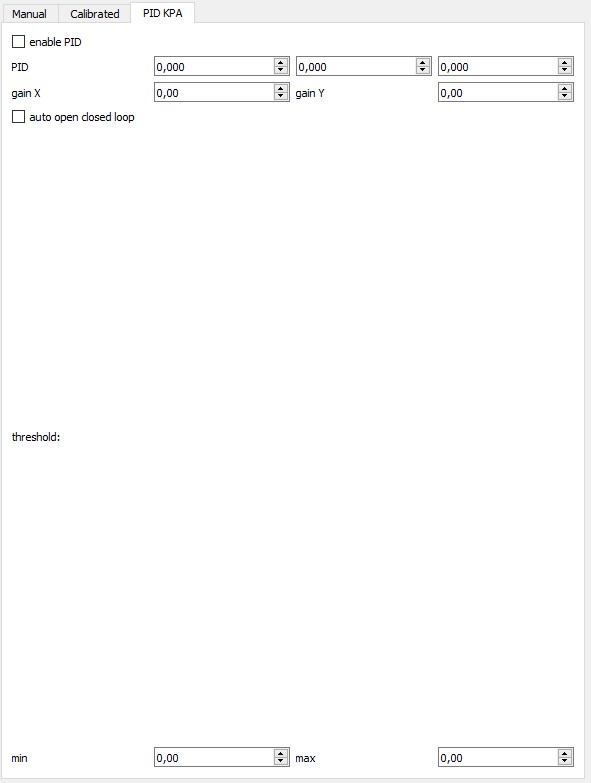 Manual Calibrated PID KPA
enable PID
PID 0,000 0,000 0,000
gain X 0,00 gain Y 0,00
auto open closed loop
threshold:
min 0,00 max 0,00